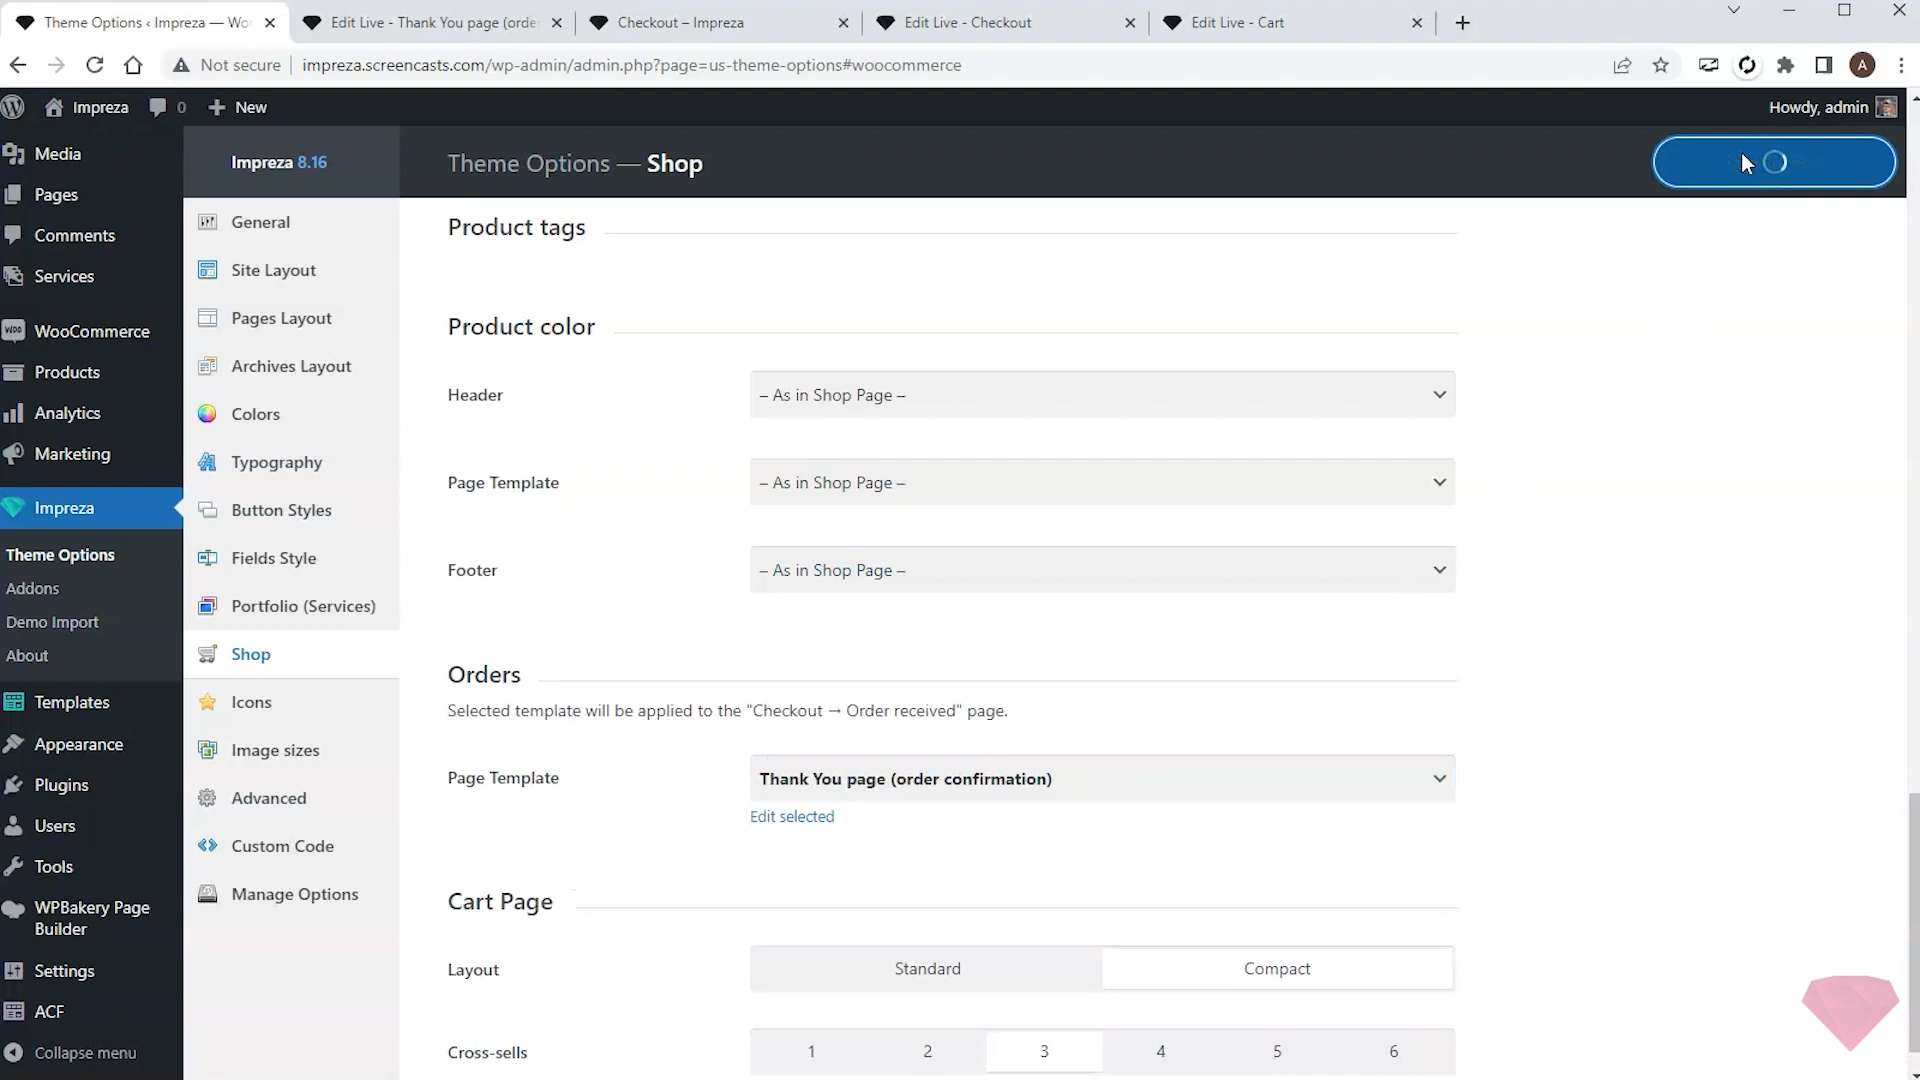 Theme Options ‹ Impreza — Wor
Edit Live - Thank You page (orde
Checkout – Impreza
Edit Live - Checkout
Edit Live - Cart
Not secure
impreza.screencasts.com/wp-admin/admin.php?page=us-theme-options#woocommerce
A
Impreza
0
New
Howdy, admin
Media
Pages
Comments
Services
WooCommerce
Products
Analytics
Marketing
Impreza
Theme Options
Addons
Demo Import
About
Templates
Appearance
Plugins
Users
Tools
WPBakery Page
Builder
Settings
ACF
Collapse menu
Impreza 8.16
General
Site Layout
Pages Layout
Archives Layout
Colors
Typography
Button Styles
Fields Style
Portfolio (Services)
Shop
Icons
Image sizes
Advanced
Custom Code
Manage Options
Theme Options — Shop
Product tags
Product color
Header
– As in Shop Page –
Page Template
– As in Shop Page –
Footer
– As in Shop Page –
Orders
Selected template will be applied to the "Checkout → Order received" page.
Page Template
Thank You page (order confirmation)
Edit selected
Cart Page
Layout
Standard
Compact
Cross-sells
1 2 3 4 5 6